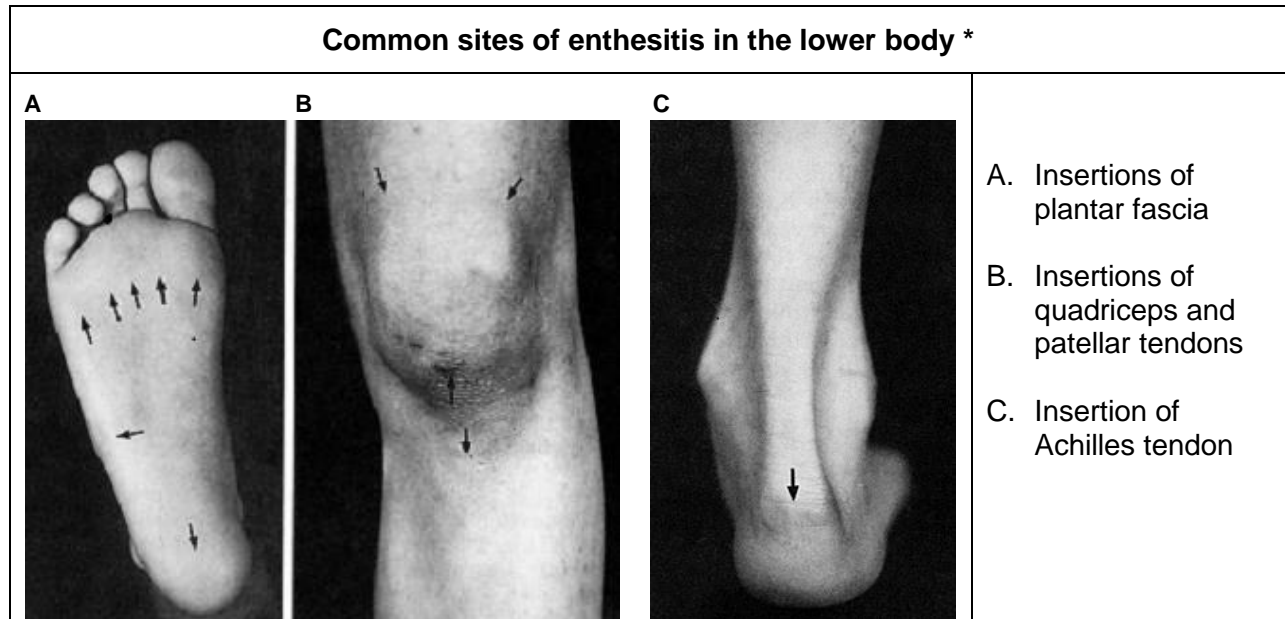 Common sites of enthesitis in the lower body *
A
B
C
A. Insertions of
plantar fascia
B. Insertions of
quadriceps and
patellar tendons
C. Insertion of
Achilles tendon